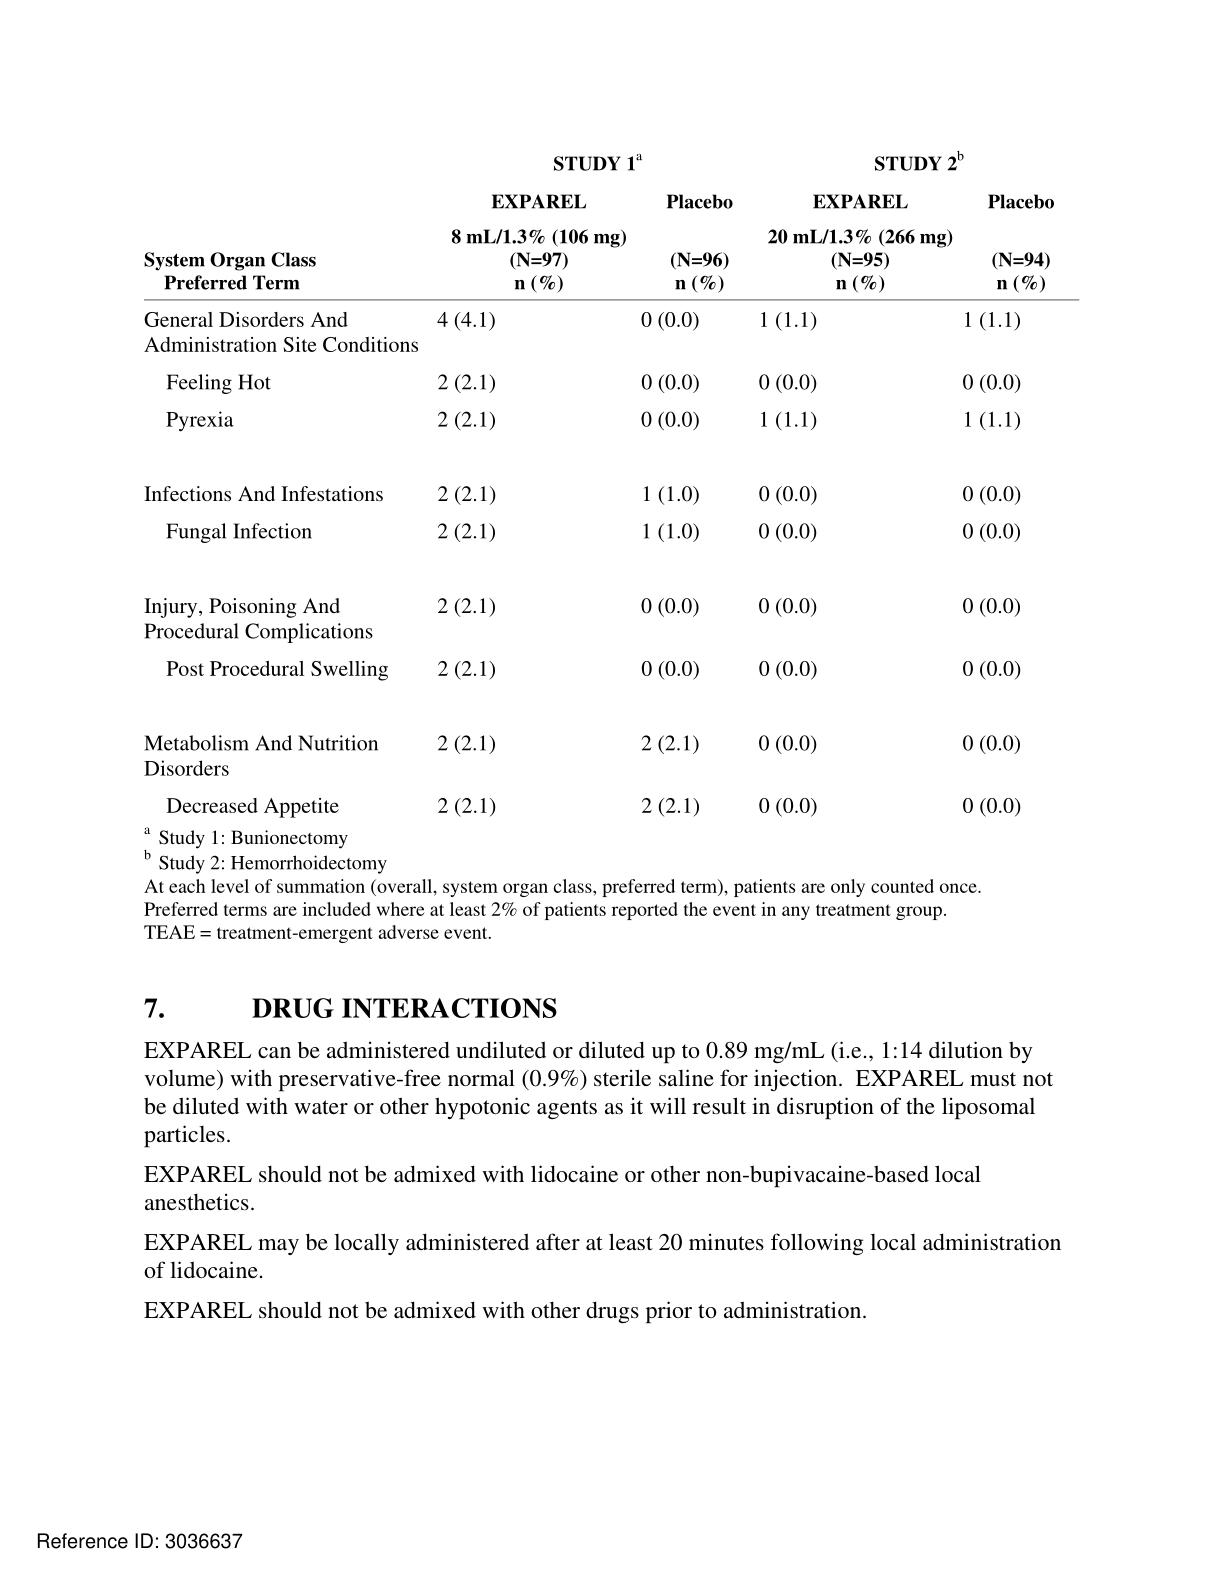 STUDY 1a STUDY 2b
EXPAREL Placebo EXPAREL Placebo
8 mL/1.3% (106 mg) 20 mL/1.3% (266 mg)
System Organ Class (N=97) (N=96) (N=95) (N=94)
Preferred Term n (%) n (%) n (%) n (%)
General Disorders And 4 (4.1) 0 (0.0) 1 (1.1) 1 (1.1)
Administration Site Conditions
Feeling Hot 2 (2.1) 0 (0.0) 0 (0.0) 0 (0.0)
Pyrexia 2 (2.1) 0 (0.0) 1 (1.1) 1 (1.1)
Infections And Infestations 2 (2.1) 1 (1.0) 0 (0.0) 0 (0.0)
Fungal Infection 2 (2.1) 1 (1.0) 0 (0.0) 0 (0.0)
Injury, Poisoning And 2 (2.1) 0 (0.0) 0 (0.0) 0 (0.0)
Procedural Complications
Post Procedural Swelling 2 (2.1) 0 (0.0) 0 (0.0) 0 (0.0)
Metabolism And Nutrition 2 (2.1) 2 (2.1) 0 (0.0) 0 (0.0)
Disorders
Decreased Appetite 2 (2.1) 2 (2.1) 0 (0.0) 0 (0.0)
a Study 1: Bunionectomy
b Study 2: Hemorrhoidectomy
At each level of summation (overall, system organ class, preferred term), patients are only counted once.
Preferred terms are included where at least 2% of patients reported the event in any treatment group.
TEAE = treatment-emergent adverse event.
7. DRUG INTERACTIONS
EXPAREL can be administered undiluted or diluted up to 0.89 mg/mL (i.e., 1:14 dilution by
volume) with preservative-free normal (0.9%) sterile saline for injection. EXPAREL must not
be diluted with water or other hypotonic agents as it will result in disruption of the liposomal
particles.
EXPAREL should not be admixed with lidocaine or other non-bupivacaine-based local
anesthetics.
EXPAREL may be locally administered after at least 20 minutes following local administration
of lidocaine.
EXPAREL should not be admixed with other drugs prior to administration.
Reference ID: 3036637